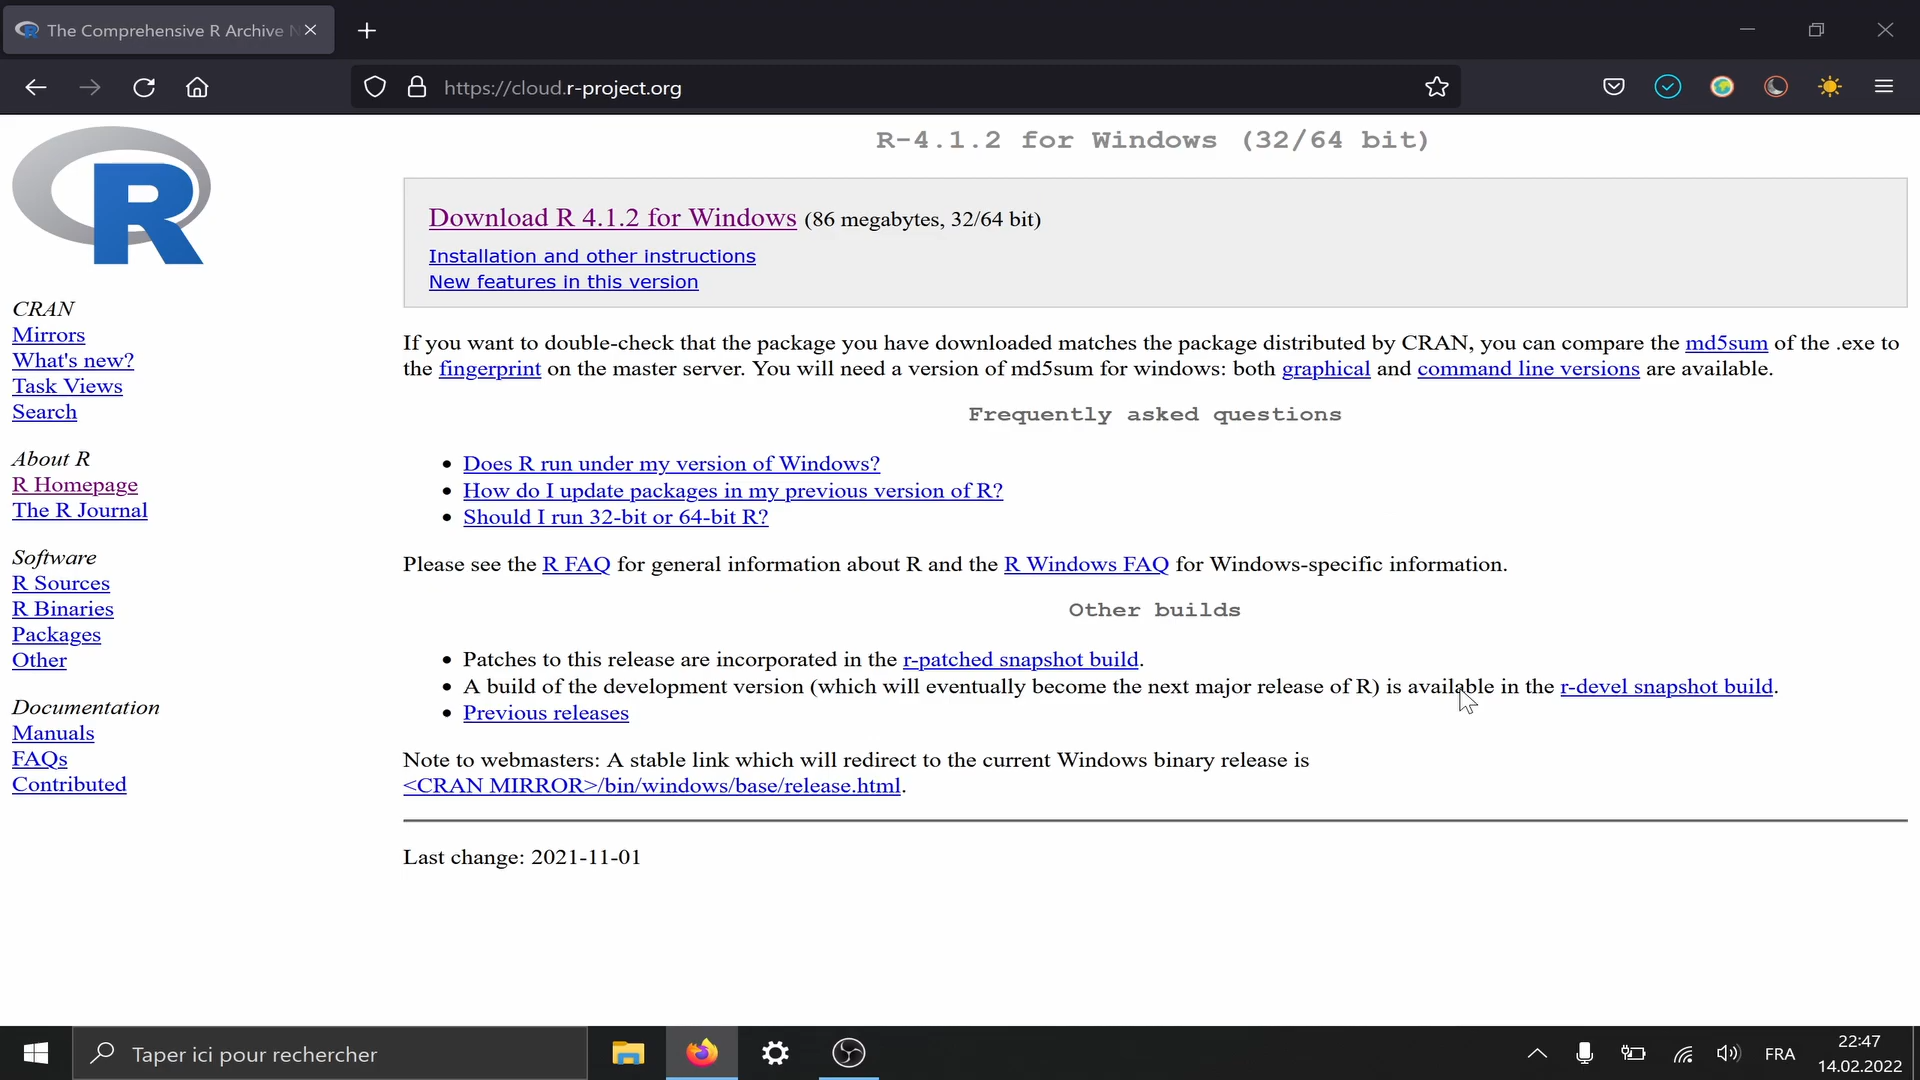 The Comprehensive R Archive N
https://cloud.r-project.org
R
CRAN
Mirrors
What's new?
Task Views
Search
About R
R Homepage
The R Journal
Software
R Sources
R Binaries
Packages
Other
Documentation
Manuals
FAQs
Contributed
R-4.1.2 for Windows (32/64 bit)
Download R 4.1.2 for Windows (86 megabytes, 32/64 bit)
Installation and other instructions
New features in this version
If you want to double-check that the package you have downloaded matches the package distributed by CRAN, you can compare the md5sum of the .exe to
the fingerprint on the master server. You will need a version of md5sum for windows: both graphical and command line versions are available.
Frequently asked questions
Does R run under my version of Windows?
How do I update packages in my previous version of R?
Should I run 32-bit or 64-bit R?
Please see the R FAQ for general information about R and the R Windows FAQ for Windows-specific information.
Other builds
Patches to this release are incorporated in the r-patched snapshot build.
A build of the development version (which will eventually become the next major release of R) is available in the r-devel snapshot build.
Previous releases
Note to webmasters: A stable link which will redirect to the current Windows binary release is
<CRAN MIRROR>/bin/windows/base/release.html.
Last change: 2021-11-01
Taper ici pour rechercher
FRA
22:47
14.02.2022